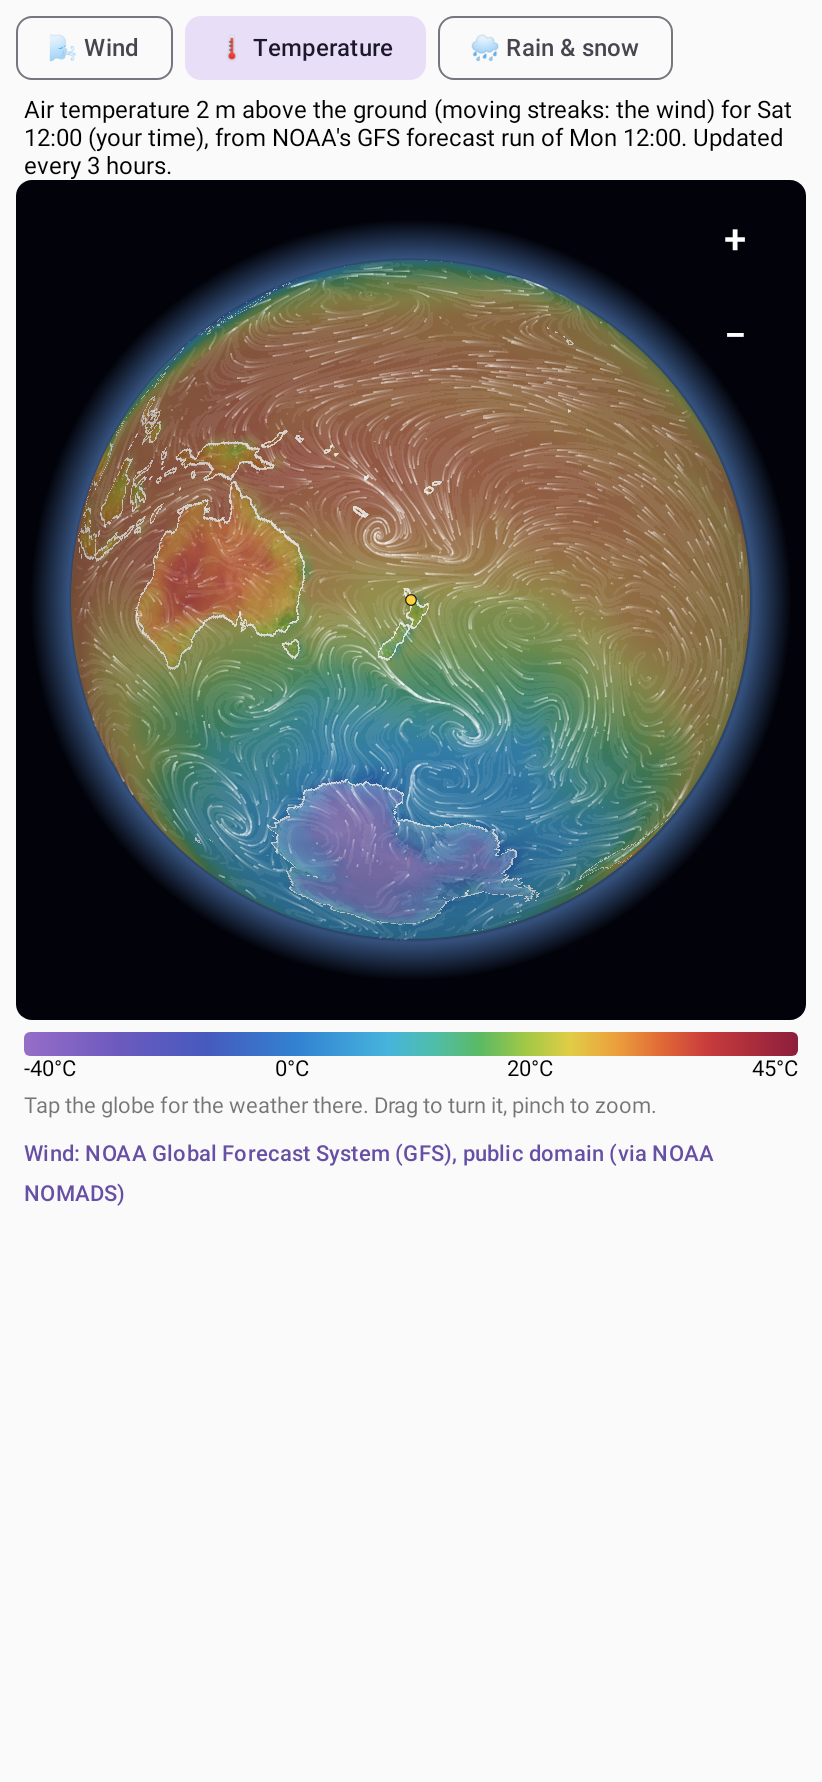 Wind
Temperature
Rain & snow
Air temperature 2 m above the ground (moving streaks: the wind) for Sat
12:00 (your time), from NOAA's GFS forecast run of Mon 12:00. Updated
every 3 hours.
+
−
-40°C
0°C
20°C
45°C
Tap the globe for the weather there. Drag to turn it, pinch to zoom.
Wind: NOAA Global Forecast System (GFS), public domain (via NOAA
NOMADS)